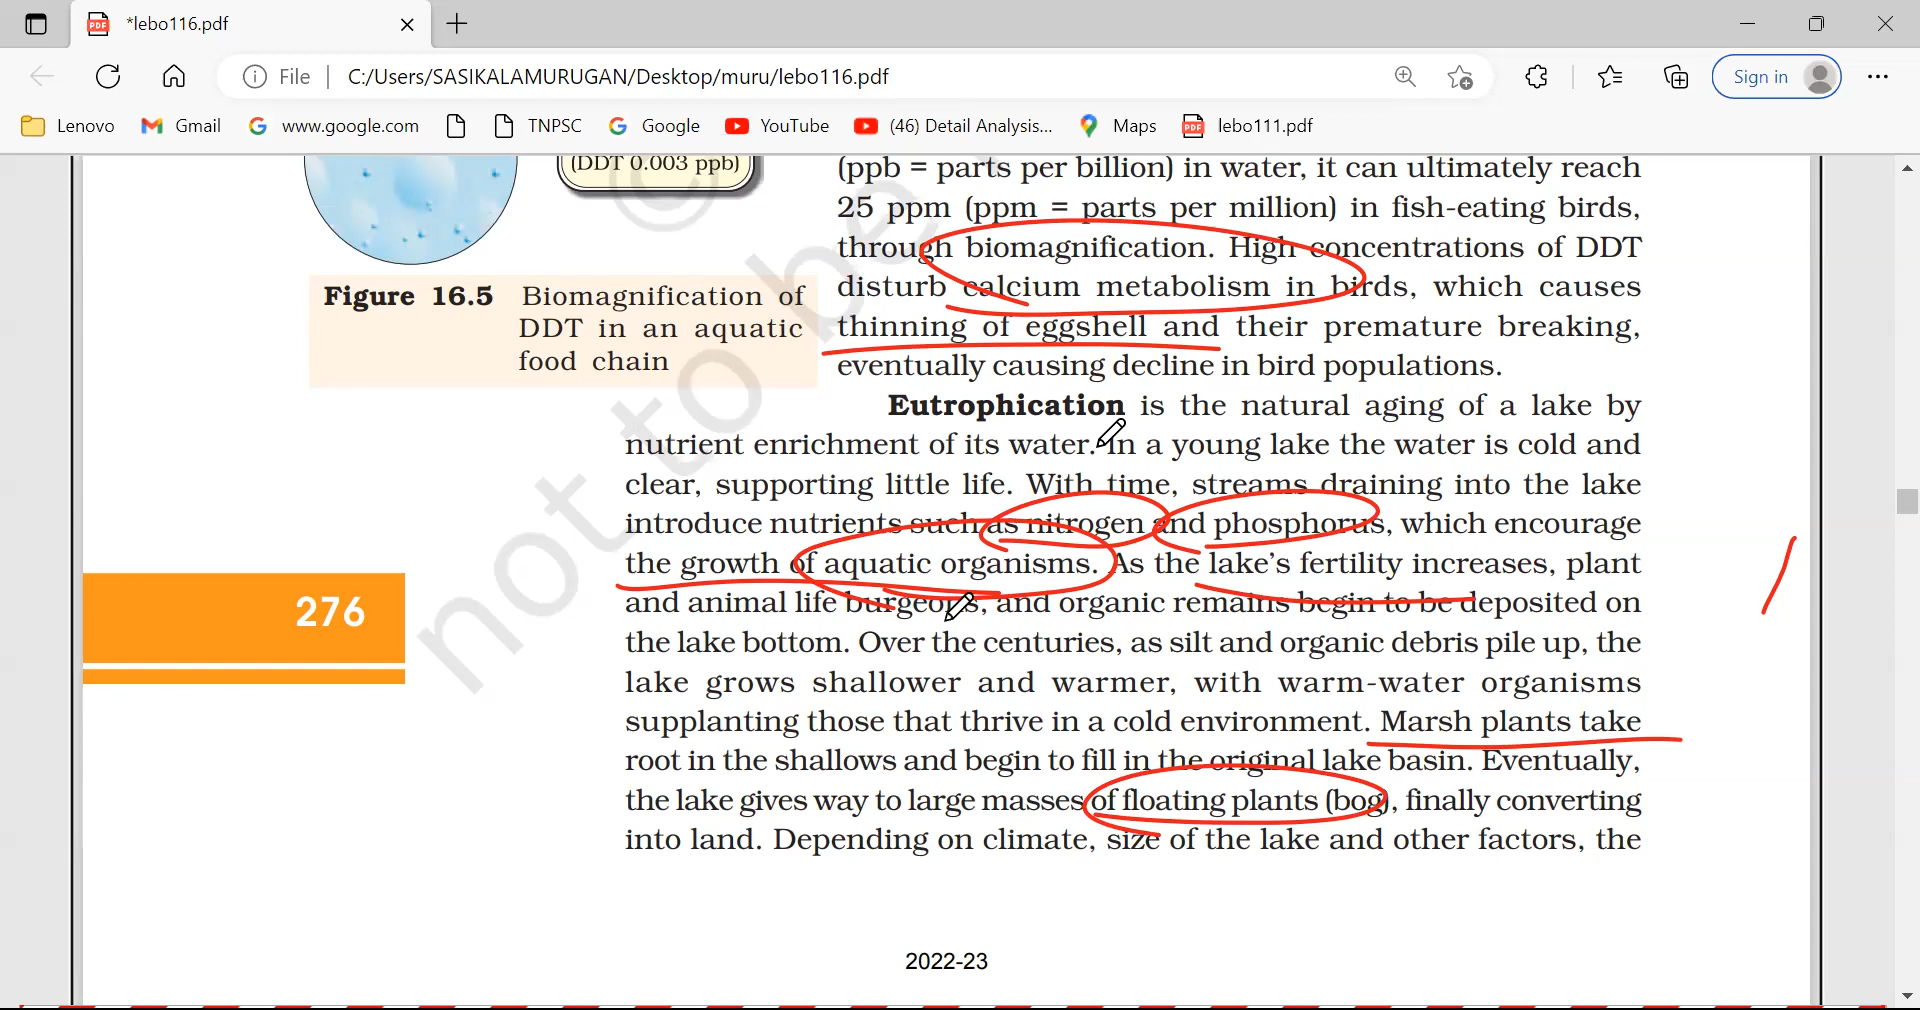 *lebo116.pdf
File
C:/Users/SASIKALAMURUGAN/Desktop/muru/lebo116.pdf
Sign in
Lenovo
Gmail
www.google.com
TNPSC
Google
YouTube
(46) Detail Analysis...
Maps
lebo111.pdf
(DDT 0.003 ppb)
Figure 16.5 Biomagnification of
DDT in an aquatic
food chain
(ppb = parts per billion) in water, it can ultimately reach
25 ppm (ppm = parts per million) in fish-eating birds,
through biomagnification. High concentrations of DDT
disturb calcium metabolism in birds, which causes
thinning of eggshell and their premature breaking,
eventually causing decline in bird populations.
Eutrophication is the natural aging of a lake by
nutrient enrichment of its water. In a young lake the water is cold and
clear, supporting little life. With time, streams draining into the lake
introduce nutrients such as nitrogen and phosphorus, which encourage
the growth of aquatic organisms. As the lake's fertility increases, plant
and animal life burgeons, and organic remains begin to be deposited on
the lake bottom. Over the centuries, as silt and organic debris pile up, the
lake grows shallower and warmer, with warm-water organisms
supplanting those that thrive in a cold environment. Marsh plants take
root in the shallows and begin to fill in the original lake basin. Eventually,
the lake gives way to large masses of floating plants (bog), finally converting
into land. Depending on climate, size of the lake and other factors, the
276
not to be
©
2022-23